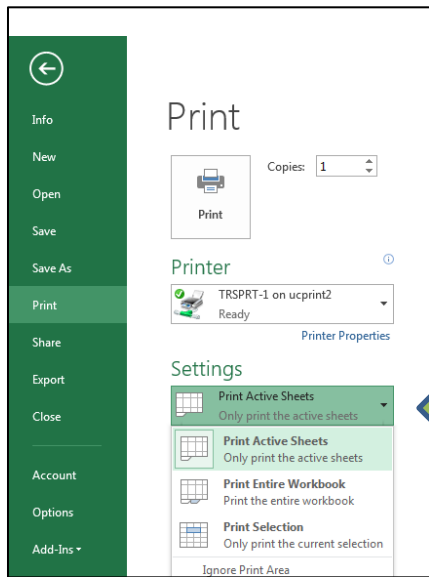 Info
New
Open
Save
Save As
Print
Share
Export
Close
Account
Options
Add-Ins
Print
Copies: 1
Print
Printer
TRSPRT-1 on ucprint2
Ready
Printer Properties
Settings
Print Active Sheets
Only print the active sheets
Print Active Sheets
Only print the active sheets
Print Entire Workbook
Print the entire workbook
Print Selection
Only print the current selection
Ignore Print Area